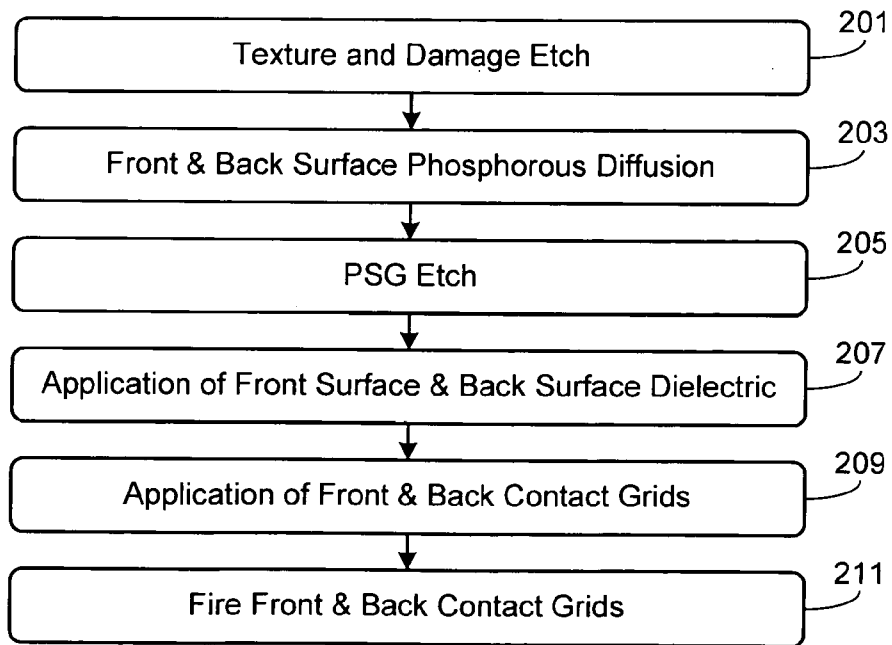 201
Texture and Damage Etch
203
Front & Back Surface Phosphorous Diffusion
205
PSG Etch
207
Application of Front Surface & Back Surface Dielectric
209
Application of Front & Back Contact Grids
211
Fire Front & Back Contact Grids